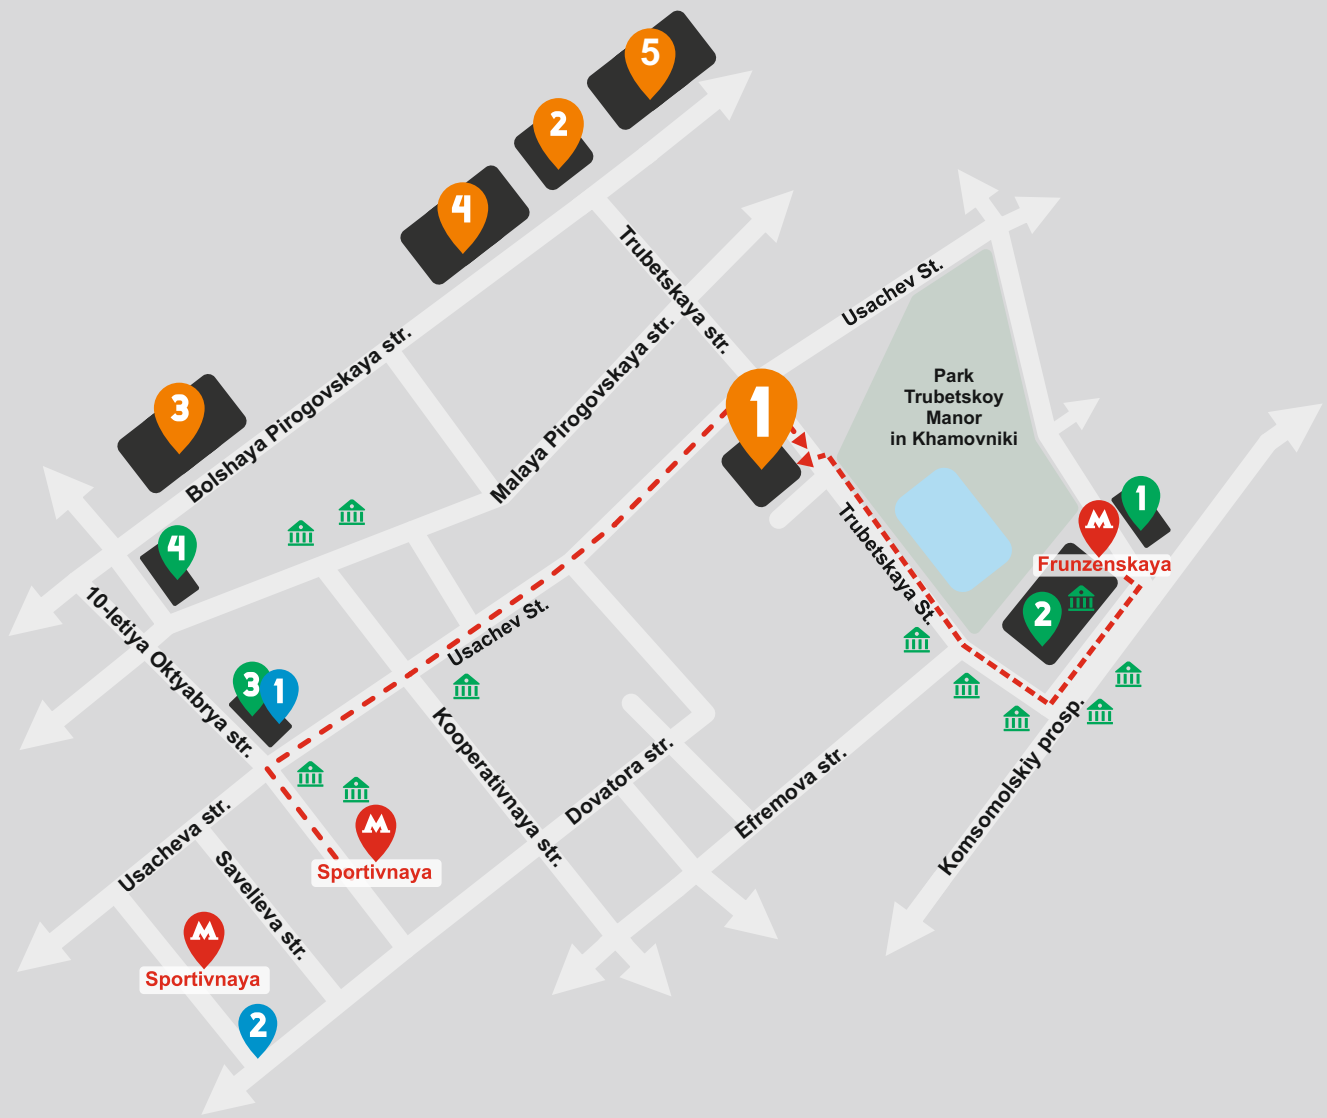 5
2
4
Trubetskaya str.
Usachev St.
Bolshaya Pirogovskaya str.
Malaya Pirogovskaya str.
3
1
Park
Trubetskoy
Manor
in Khamovniki
1
M
Frunzenskaya
2
Trubetskaya St.
4
10-letiya Oktyabrya str.
3
1
Usachev St.
Kooperativnaya str.
Dovatora str.
Efremova str.
Komsomolskiy prosp.
Usacheva str.
Savelieva str.
M
Sportivnaya
M
Sportivnaya
2